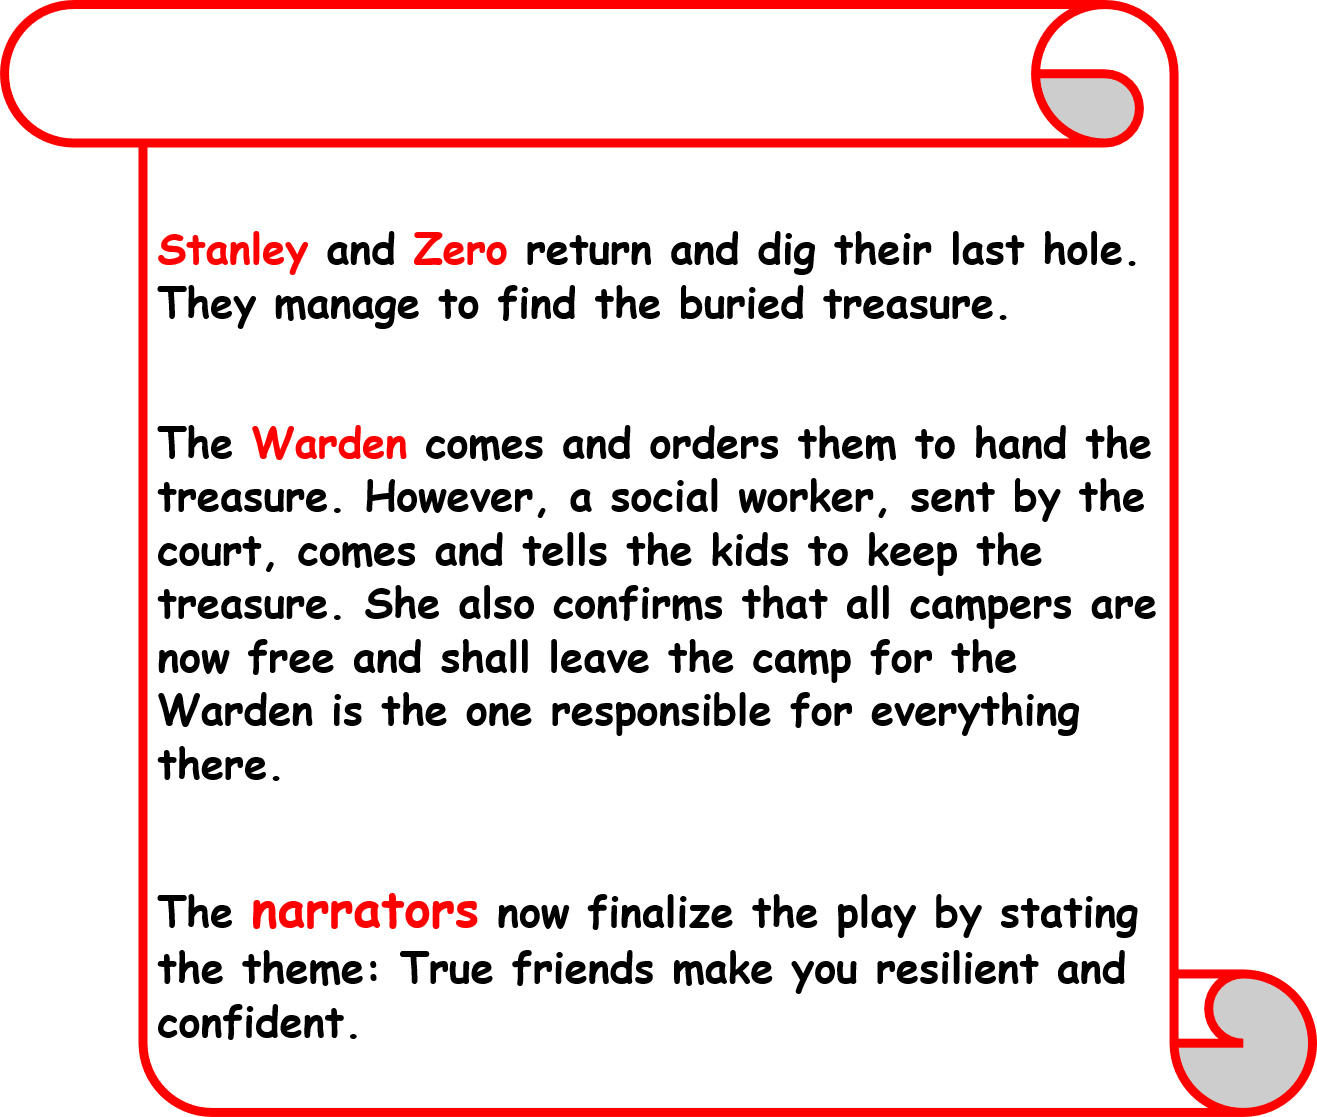 Stanley and Zero return and dig their last hole.
They manage to find the buried treasure.
The Warden comes and orders them to hand the
treasure. However, a social worker, sent by the
court, comes and tells the kids to keep the
treasure. She also confirms that all campers are
now free and shall leave the camp for the
Warden is the one responsible for everything
there.
The narrators now finalize the play by stating
the theme: True friends make you resilient and
confident.